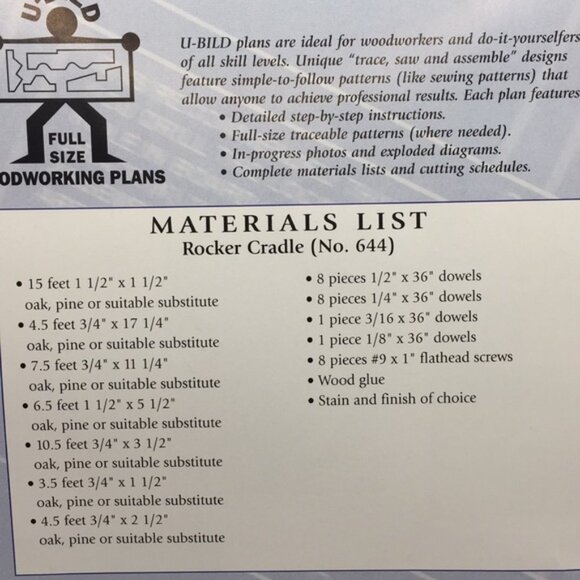 U-BILD
FULL
SIZE
ODWORKING PLANS
U-BILD plans are ideal for woodworkers and do-it-yourselfers
of all skill levels. Unique "trace, saw and assemble" designs
feature simple-to-follow patterns (like sewing patterns) that
allow anyone to achieve professional results. Each plan features
• Detailed step-by-step instructions.
• Full-size traceable patterns (where needed).
• In-progress photos and exploded diagrams.
• Complete materials lists and cutting schedules.
MATERIALS LIST
Rocker Cradle (No. 644)
• 15 feet 1 1/2" x 1 1/2"
oak, pine or suitable substitute
• 4.5 feet 3/4" x 17 1/4"
oak, pine or suitable substitute
• 7.5 feet 3/4" x 11 1/4"
oak, pine or suitable substitute
• 6.5 feet 1 1/2" x 5 1/2"
oak, pine or suitable substitute
• 10.5 feet 3/4" x 3 1/2"
oak, pine or suitable substitute
• 3.5 feet 3/4" x 1 1/2"
oak, pine or suitable substitute
• 4.5 feet 3/4" x 2 1/2"
oak, pine or suitable substitute
• 8 pieces 1/2" x 36" dowels
• 8 pieces 1/4" x 36" dowels
• 1 piece 3/16 x 36" dowels
• 1 piece 1/8" x 36" dowels
• 8 pieces #9 x 1" flathead screws
• Wood glue
• Stain and finish of choice